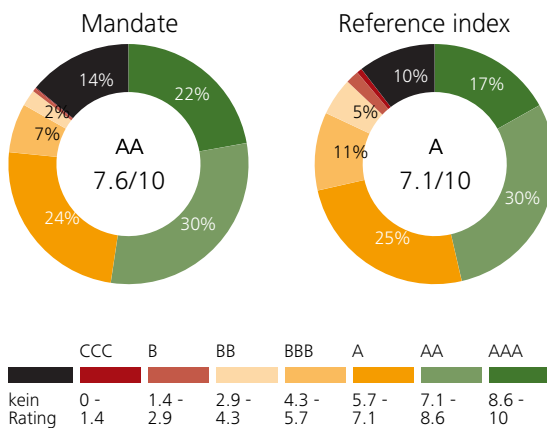 Mandate
Reference index
14%
22%
2%
7%
AA
7.6/10
24%
30%
10%
17%
5%
11%
A
7.1/10
30%
25%
CCC B BB BBB A AA AAA
kein 0 - 1.4 - 2.9 - 4.3 - 5.7 - 7.1 - 8.6 -
Rating 1.4 2.9 4.3 5.7 7.1 8.6 10